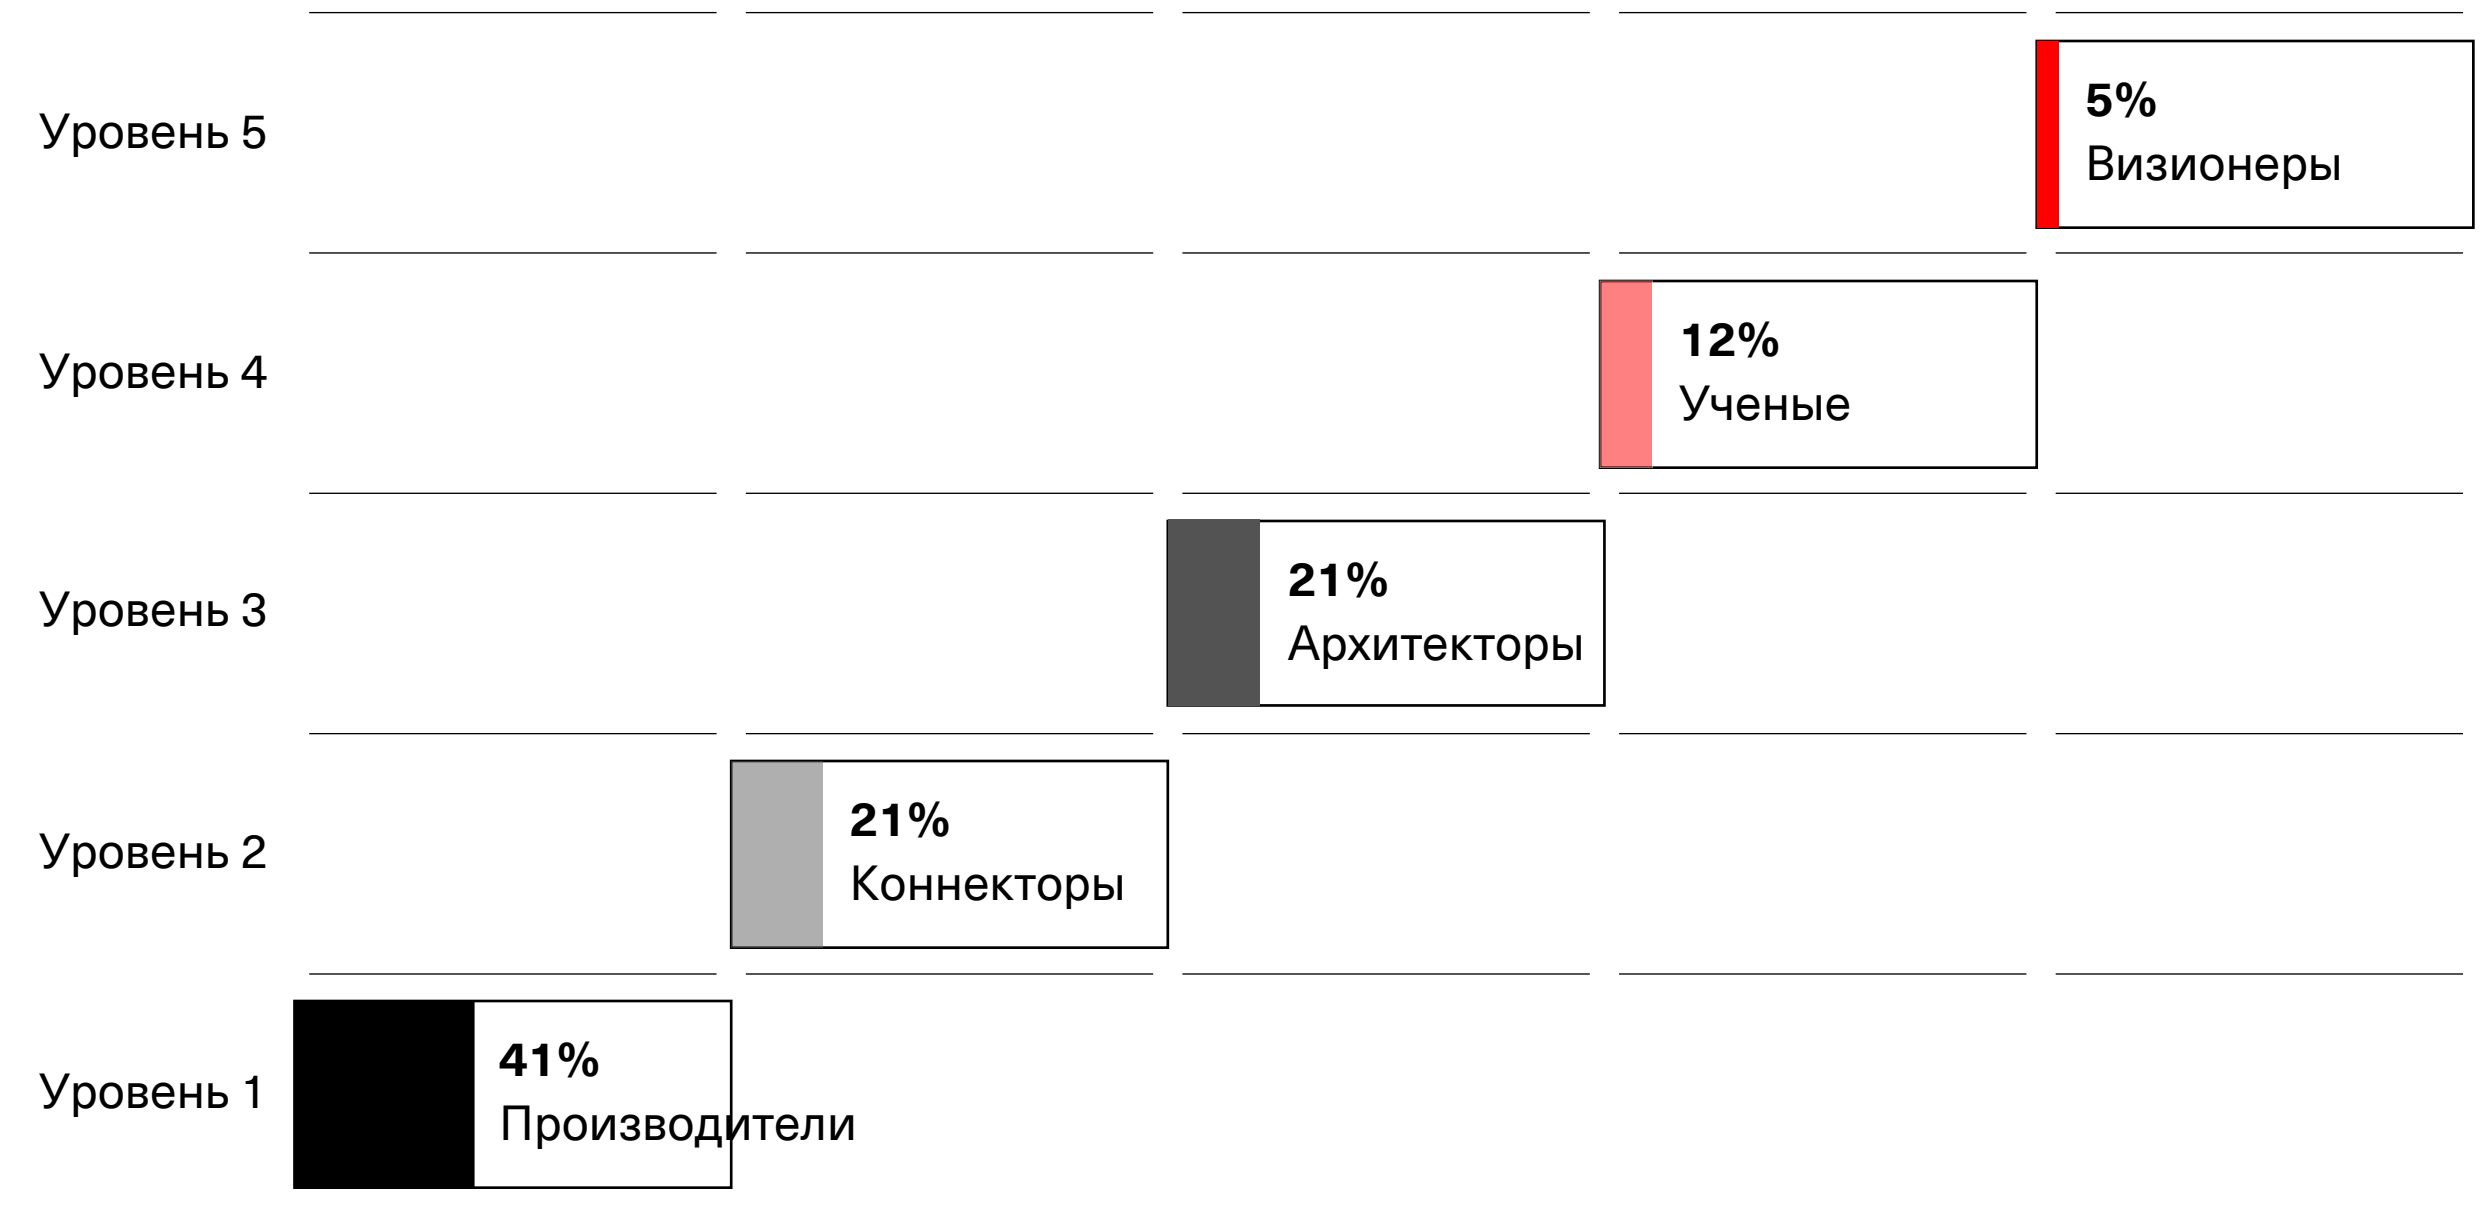 Уровень 5
5%
Визионеры
Уровень 4
12%
Ученые
Уровень 3
21%
Архитекторы
Уровень 2
21%
Коннекторы
Уровень 1
41%
Производители